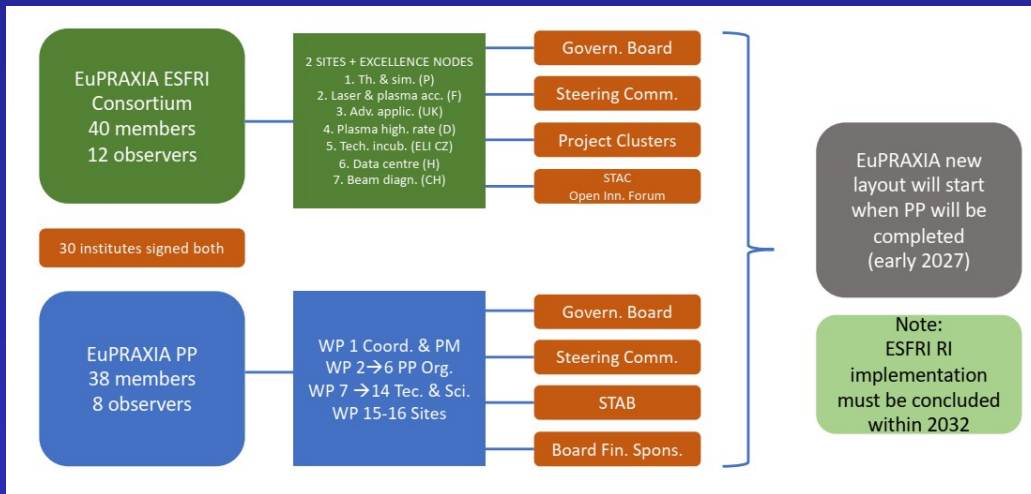 EuPRAXIA ESFRI
Consortium
40 members
12 observers
2 SITES + EXCELLENCE NODES
1. Th. & sim. (P)
2. Laser & plasma acc. (F)
3. Adv. applic. (UK)
4. Plasma high. rate (D)
5. Tech. incub. (ELI CZ)
6. Data centre (H)
7. Beam diagn. (CH)
Govern. Board
Steering Comm.
Project Clusters
STAC
Open Inn. Forum
30 institutes signed both
EuPRAXIA PP
38 members
8 observers
WP 1 Coord. & PM
WP 2→6 PP Org.
WP 7 →14 Tec. & Sci.
WP 15-16 Sites
Govern. Board
Steering Comm.
STAB
Board Fin. Spons.
EuPRAXIA new
layout will start
when PP will be
completed
(early 2027)
Note:
ESFRI RI
implementation
must be concluded
within 2032